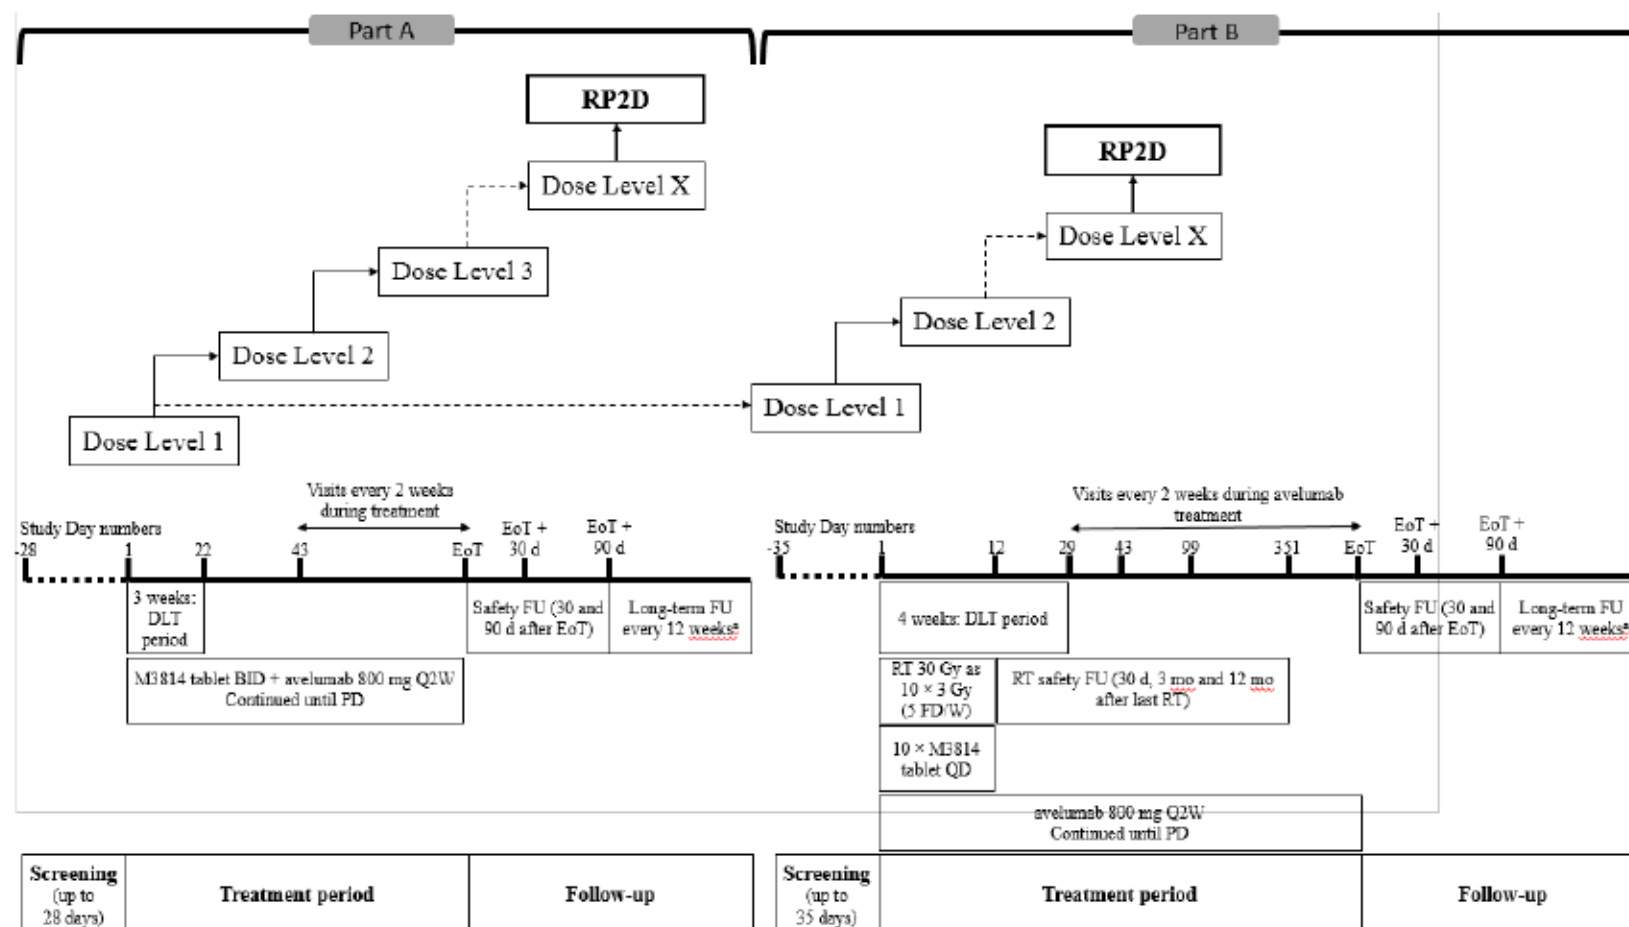 Part A
RP2D
Dose Level X
Dose Level 3
Dose Level 2
Dose Level 1
Visits every 2 weeks
during treatment
Study Day numbers
-28
1
22
43
EoT
EoT +
30 d
EoT +
90 d
3 weeks:
DLT
period
Safety FU (30 and
90 d after EoT)
Long-term FU
every 12 weeksª
M3814 tablet BID + avelumab 800 mg Q2W
Continued until PD
Screening
(up to
28 days)
Treatment period
Follow-up
Part B
RP2D
Dose Level X
Dose Level 2
Dose Level 1
Visits every 2 weeks during avelumab
treatment
Study Day numbers
-35
1
12
29
43
99
351
EoT
EoT +
30 d
EoT +
90 d
4 weeks: DLT period
Safety FU (30 and
90 d after EoT)
Long-term FU
every 12 weeksª
RT 30 Gy as
10 × 3 Gy
(5 FD/W)
RT safety FU (30 d, 3 mo and 12 mo
after last RT)
10 × M3814
tablet QD
avelumab 800 mg Q2W
Continued until PD
Screening
(up to
35 days)
Treatment period
Follow-up